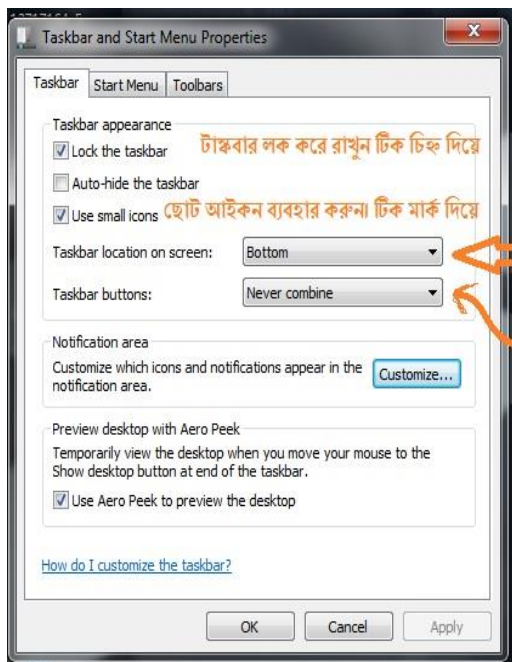 Taskbar and Start Menu Properties
Taskbar Start Menu Toolbars
Taskbar appearance
Lock the taskbar টাস্কবার লক করে রাখুন টিক চিহ্ন দিয়ে
Auto-hide the taskbar
Use small icons ছোট আইকন ব্যবহার করুন। টিক মার্ক দিয়ে
Taskbar location on screen: Bottom
Taskbar buttons: Never combine
Notification area
Customize which icons and notifications appear in the
notification area.
Customize...
Preview desktop with Aero Peek
Temporarily view the desktop when you move your mouse to the
Show desktop button at end of the taskbar.
Use Aero Peek to preview the desktop
How do I customize the taskbar?
OK Cancel Apply